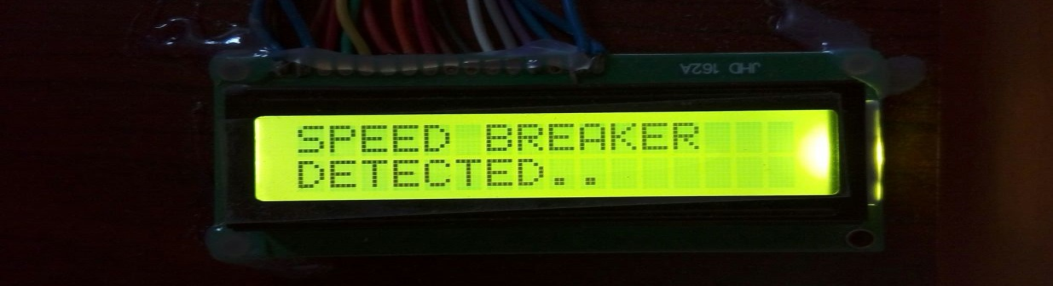 JHD 162A
SPEED BREAKER
DETECTED..